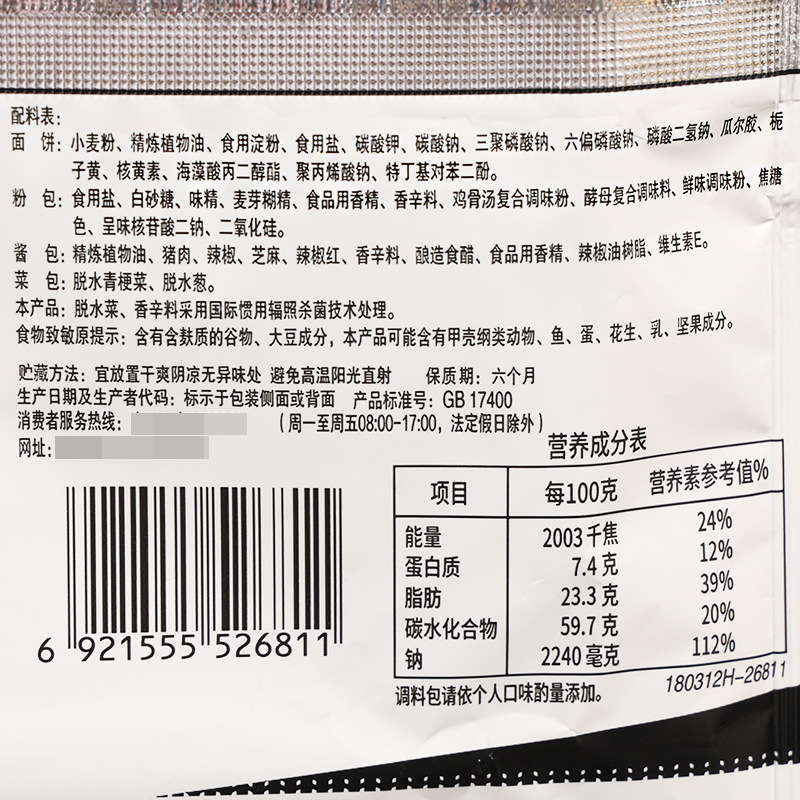 配料表：
面 饼：小麦粉、精炼植物油、食用淀粉、食用盐、碳酸钾、碳酸钠、三聚磷酸钠、六偏磷酸钠、磷酸二氢钠、瓜尔胶、栀
子黄、核黄素、海藻酸丙二醇酯、聚丙烯酸钠、特丁基对苯二酚。
粉 包：食用盐、白砂糖、味精、麦芽糊精、食品用香精、香辛料、鸡骨汤复合调味粉、酵母复合调味料、鲜味调味粉、焦糖
色、呈味核苷酸二钠、二氧化硅。
酱 包：精炼植物油、猪肉、辣椒、芝麻、辣椒红、香辛料、酿造食醋、食品用香精、辣椒油树脂、维生素E。
菜 包：脱水青梗菜、脱水葱。
本产品：脱水菜、香辛料采用国际惯用辐照杀菌技术处理。
食物致敏原提示：含有含麸质的谷物、大豆成分，本产品可能含有甲壳纲类动物、鱼、蛋、花生、乳、坚果成分。
贮藏方法：宜放置干爽阴凉无异味处 避免高温阳光直射 保质期：六个月
生产日期及生产者代码：标示于包装侧面或背面 产品标准号：GB 17400
消费者服务热线： （周一至周五08:00-17:00，法定假日除外）
网址：
营养成分表
项目 每100克 营养素参考值%
能量 2003千焦 24%
蛋白质 7.4 克 12%
脂肪 23.3 克 39%
碳水化合物 59.7 克 20%
钠 2240 毫克 112%
调料包请依个人口味酌量添加。
180312H-26811
6 921555 526811